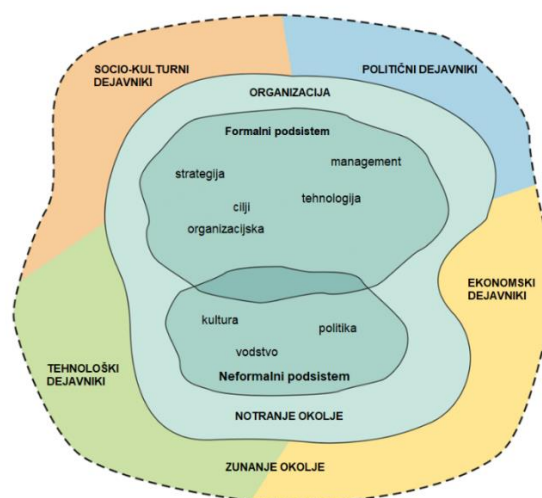 SOCIO-KULTURNI
DEJAVNIKI
POLITIČNI DEJAVNIKI
ORGANIZACIJA
Formalni podsistem
management
strategija
tehnologija
cilji
organizacijska
EKONOMSKI
DEJAVNIKI
kultura
politika
vodstvo
Neformalni podsistem
TEHNOLOŠKI
DEJAVNIKI
NOTRANJE OKOLJE
ZUNANJE OKOLJE